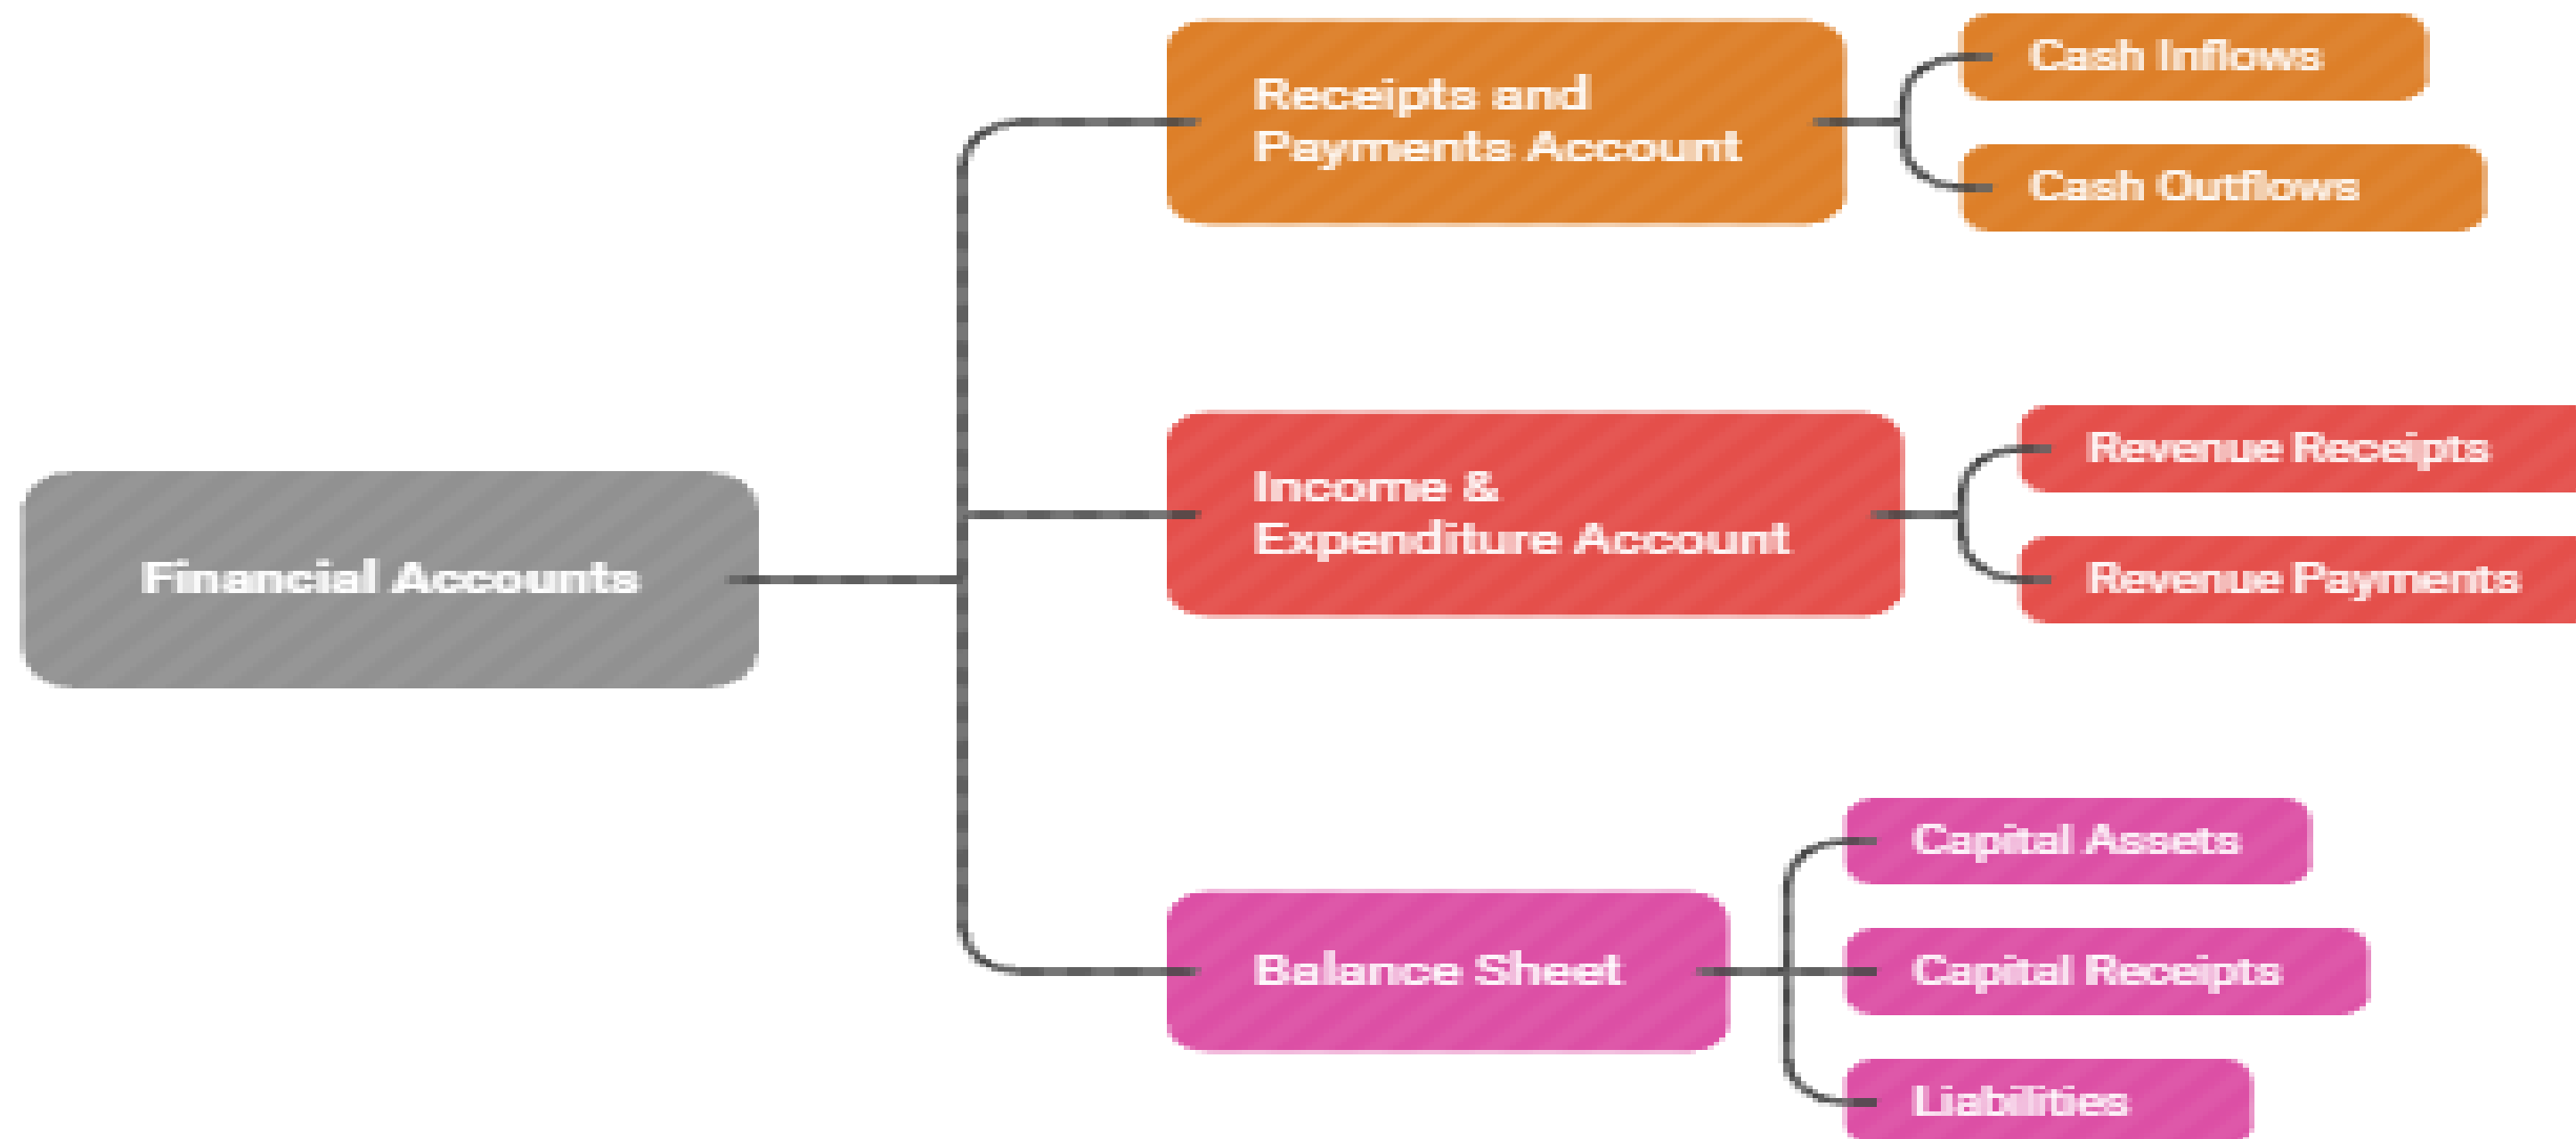 Financial Accounts
Receipts and
Payments Account
Cash Inflows
Cash Outflows
Income &
Expenditure Account
Revenue Receipts
Revenue Payments
Balance Sheet
Capital Assets
Capital Receipts
Liabilities